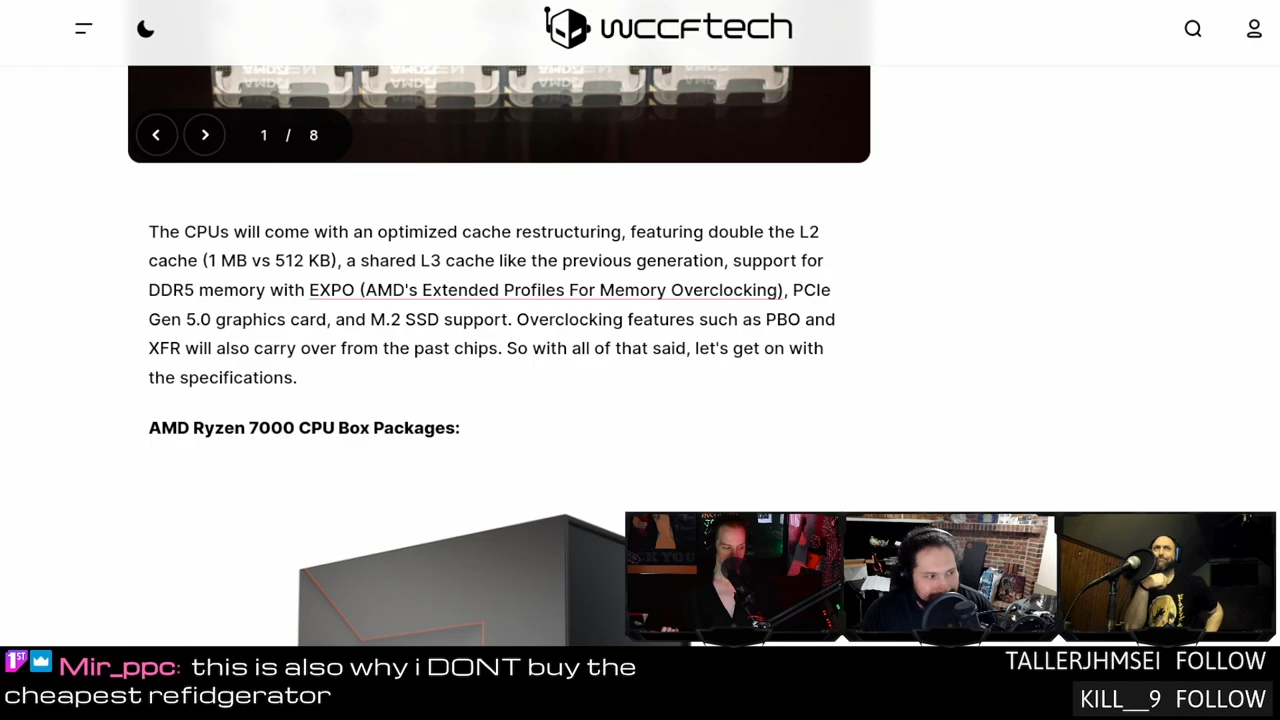 wccftech
1 / 8
The CPUs will come with an optimized cache restructuring, featuring double the L2
cache (1 MB vs 512 KB), a shared L3 cache like the previous generation, support for
DDR5 memory with EXPO (AMD's Extended Profiles For Memory Overclocking), PCIe
Gen 5.0 graphics card, and M.2 SSD support. Overclocking features such as PBO and
XFR will also carry over from the past chips. So with all of that said, let's get on with
the specifications.
AMD Ryzen 7000 CPU Box Packages:
1ST Mir_ppc: this is also why i DONT buy the
cheapest refidgerator
TALLERJHMSEI FOLLOW
KILL__9 FOLLOW